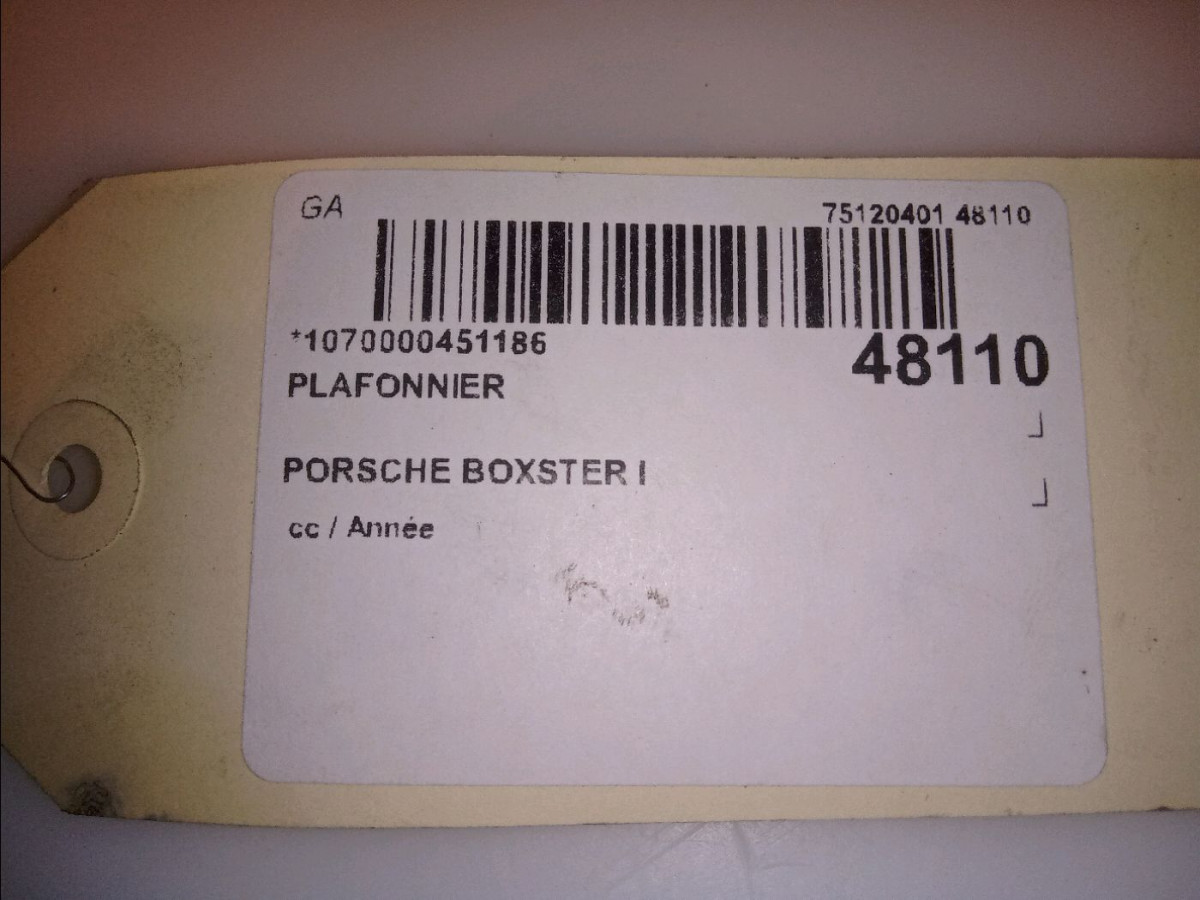 GA
75120401 48110
*1070000451186
48110
PLAFONNIER
PORSCHE BOXSTER I
cc / Année